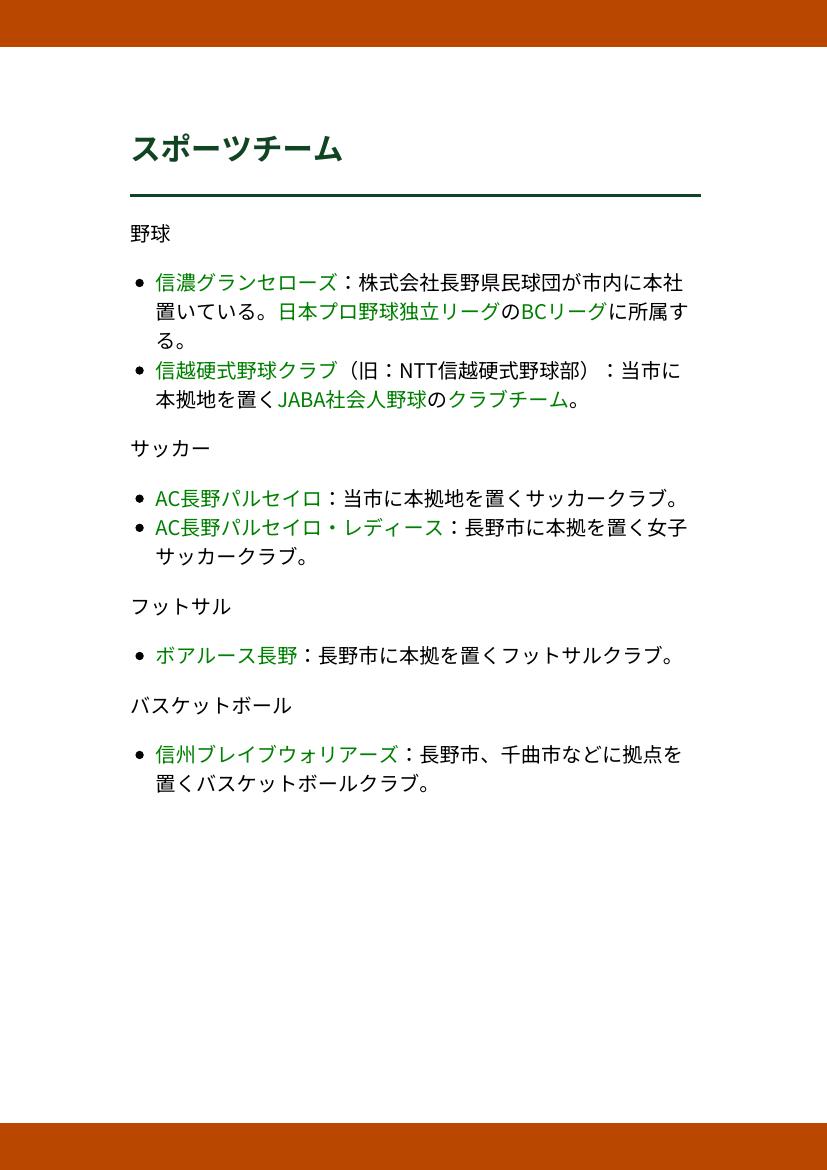 スポーツチーム
野球
信濃グランセローズ：株式会社長野県民球団が市内に本社
置いている。日本プロ野球独立リーグのBCリーグに所属す
る。
信越硬式野球クラブ（旧：NTT信越硬式野球部）：当市に
本拠地を置くJABA社会人野球のクラブチーム。
サッカー
AC長野パルセイロ：当市に本拠地を置くサッカークラブ。
AC長野パルセイロ・レディース：長野市に本拠を置く女子
サッカークラブ。
フットサル
ボアルース長野：長野市に本拠を置くフットサルクラブ。
バスケットボール
信州ブレイブウォリアーズ：長野市、千曲市などに拠点を
置くバスケットボールクラブ。